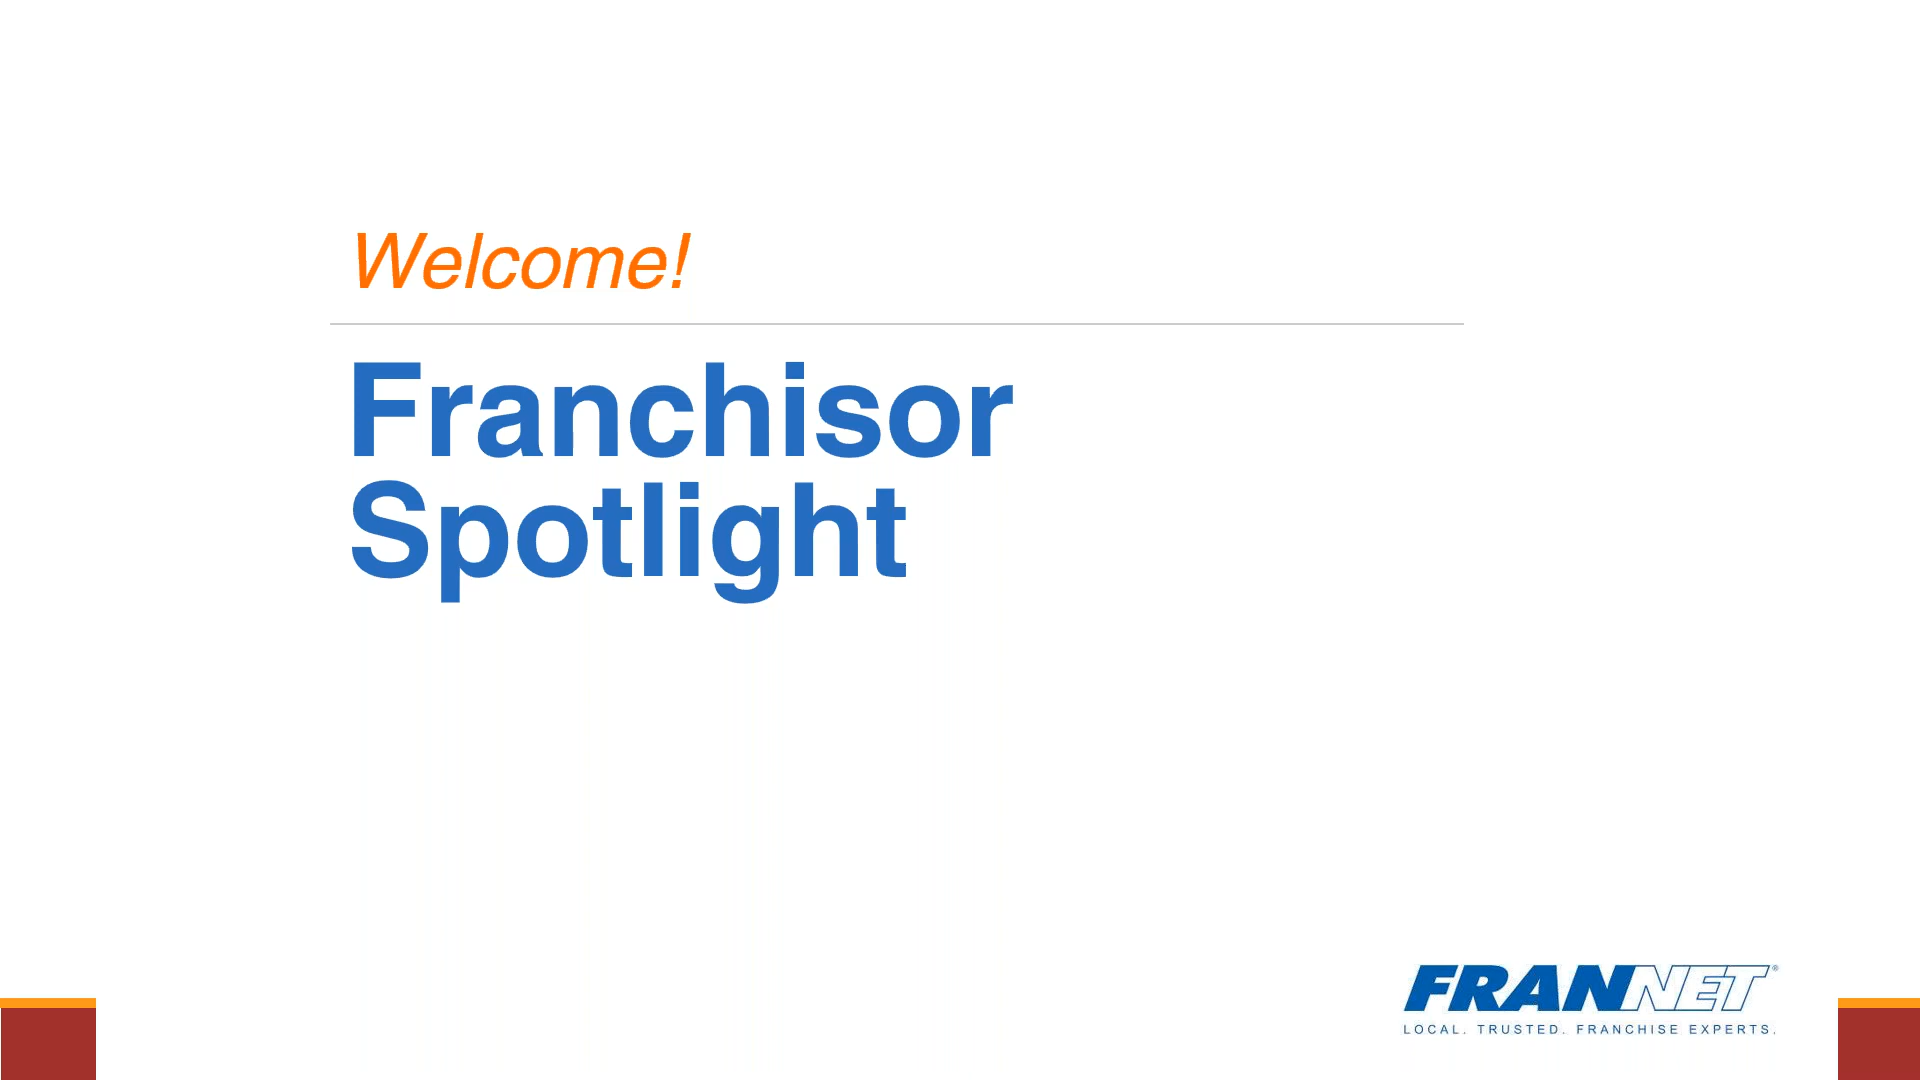 Welcome!
Franchisor
Spotlight
FRANNET®
LOCAL. TRUSTED. FRANCHISE EXPERTS.